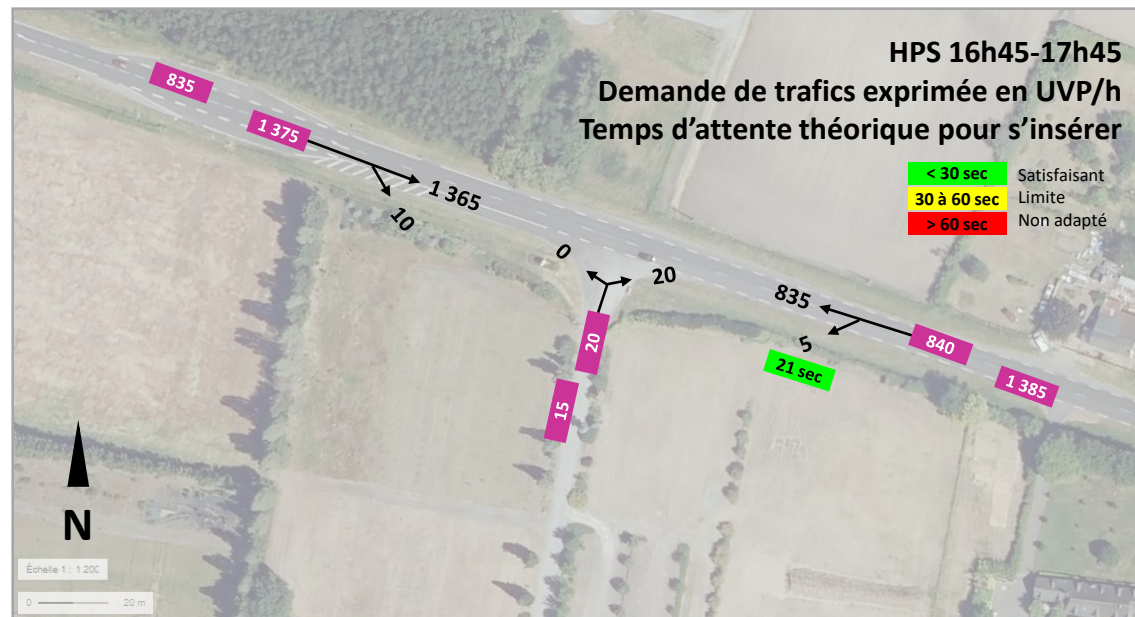 HPS 16h45-17h45
Demande de trafics exprimée en UVP/h
Temps d'attente théorique pour s'insérer
< 30 sec Satisfaisant
30 à 60 sec Limite
> 60 sec Non adapté
835
1 375
1 365
10
0
20
835
5
840
1 385
21 sec
20
15
N
Échelle 1 : 1 200
0 20 m